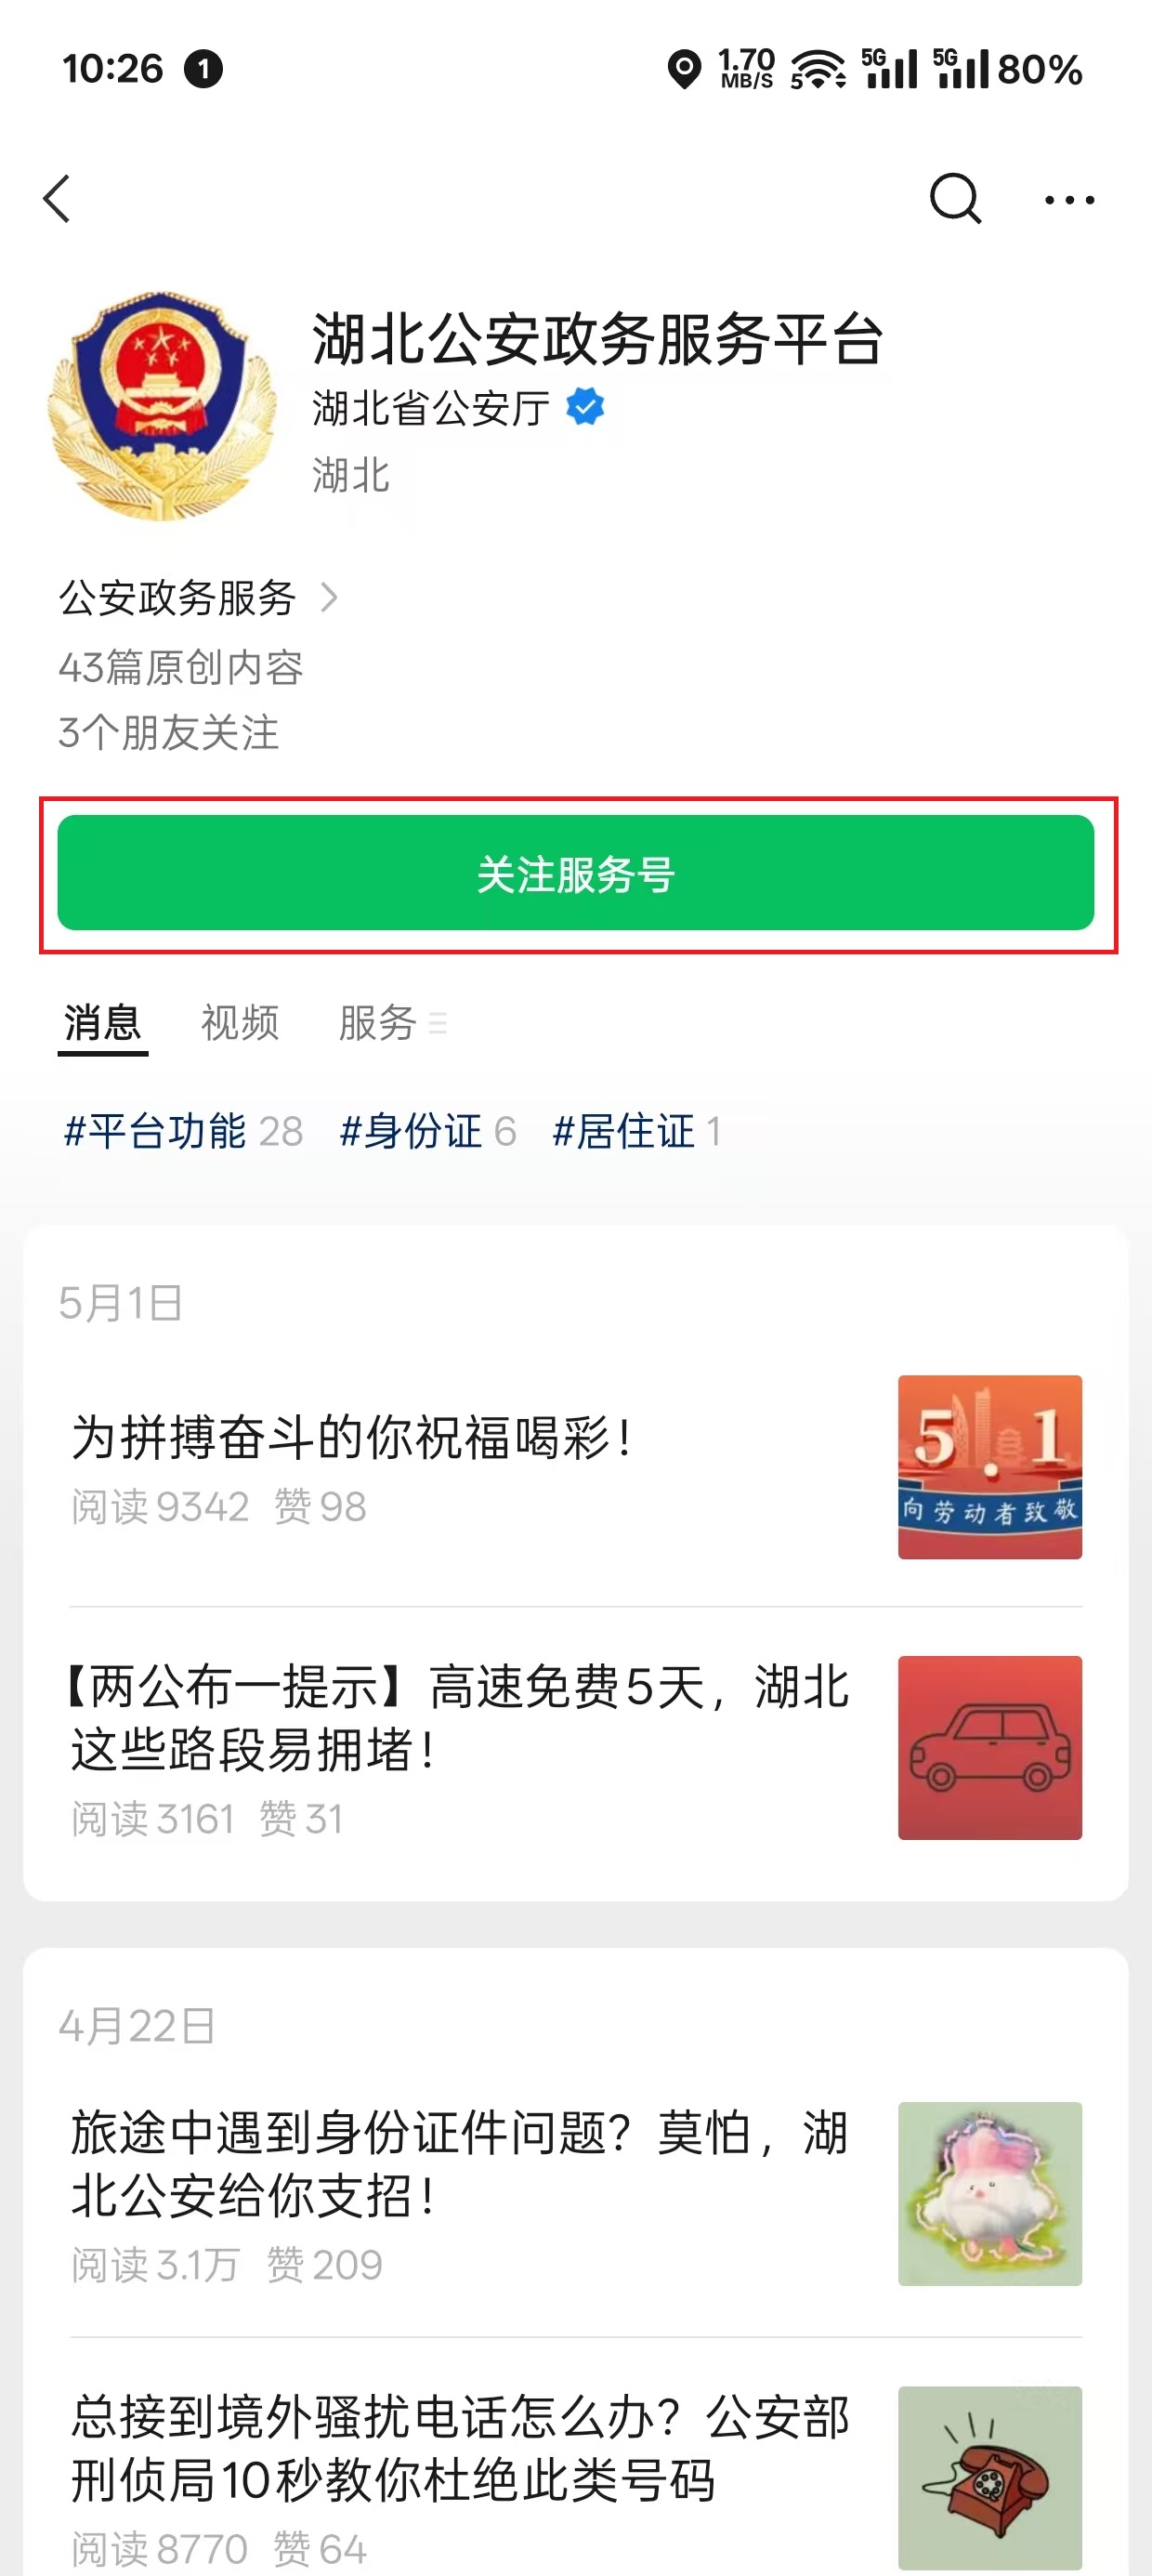 10:26 1 1.70 MB/S 5 5G 5G 80%
湖北公安政务服务平台
湖北省公安厅
湖北
公安政务服务
43篇原创内容
3个朋友关注
关注服务号
消息 视频 服务
#平台功能 28 #身份证 6 #居住证 1
5月1日
为拼搏奋斗的你祝福喝彩！
阅读 9342 赞 98
5.1
向劳动者致敬
【两公布一提示】高速免费5天，湖北
这些路段易拥堵！
阅读 3161 赞 31
4月22日
旅途中遇到身份证件问题？莫怕，湖
北公安给你支招！
阅读 3.1万 赞 209
总接到境外骚扰电话怎么办？公安部
刑侦局10秒教你杜绝此类号码
阅读 8770 赞 64